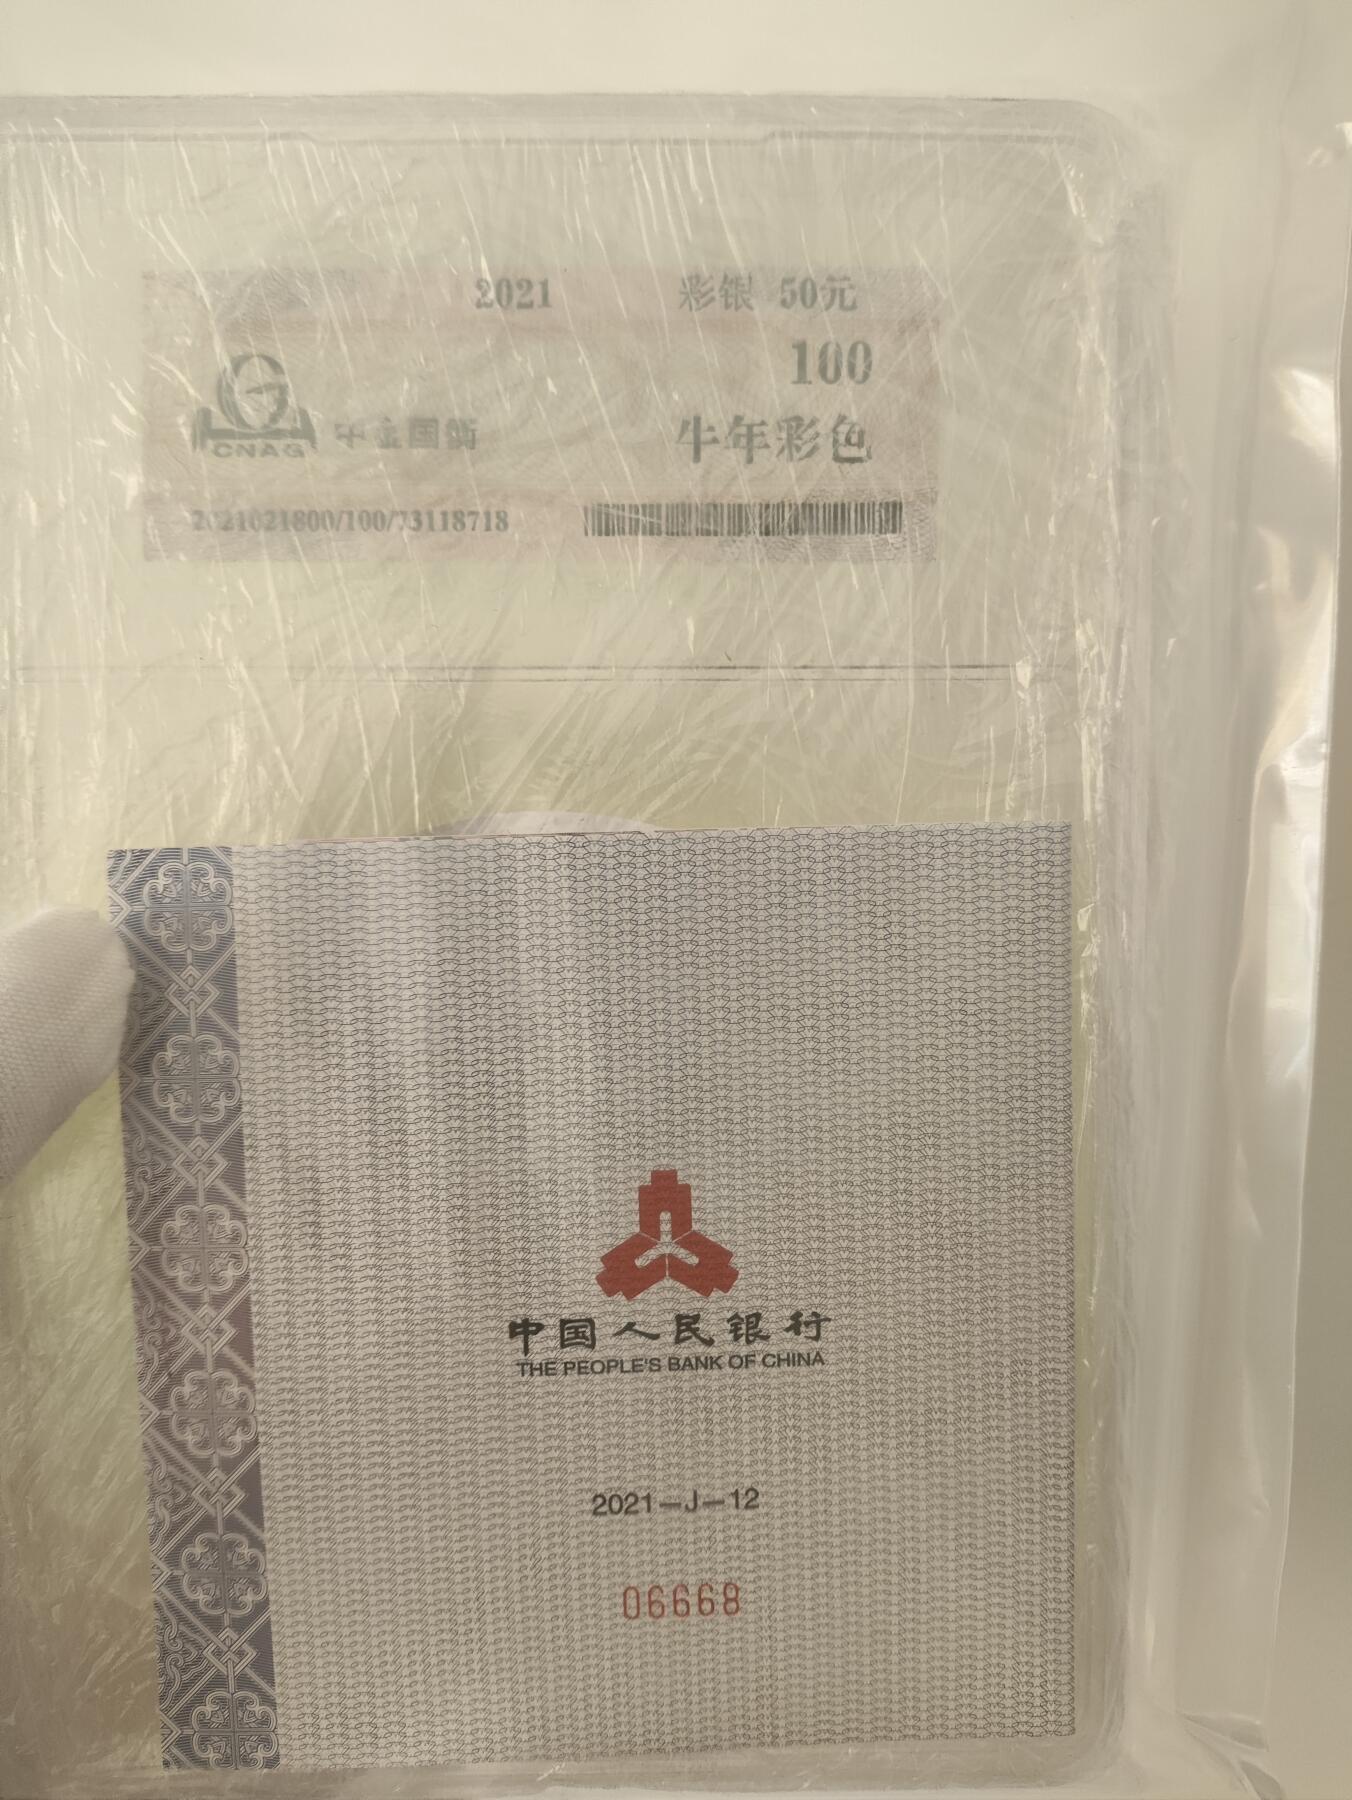 2021 彩银 50元
100
CNAG 中金国衡 牛年彩色
2021021800/100/73118718
中国人民银行
THE PEOPLE'S BANK OF CHINA
2021-J-12
06668